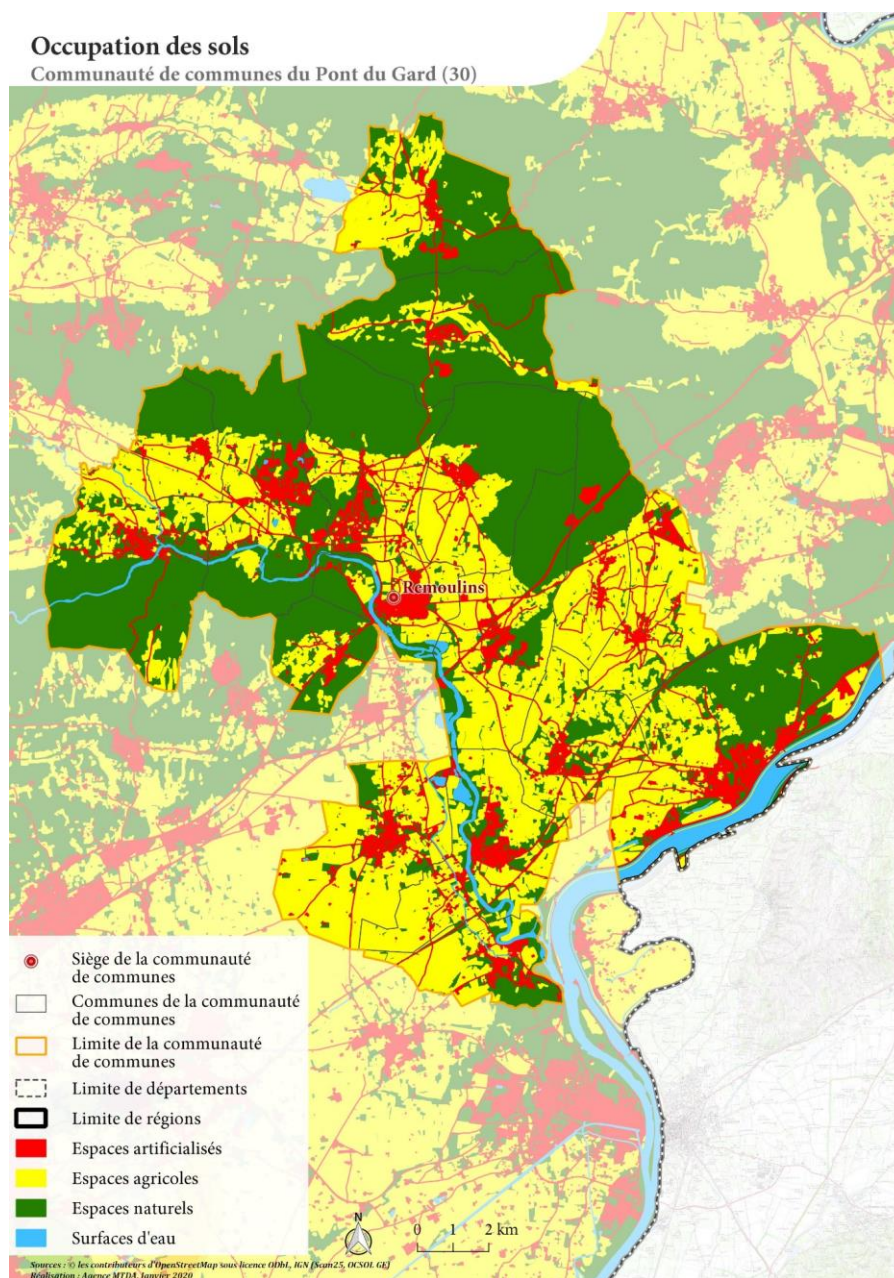 Occupation des sols
Communauté de communes du Pont du Gard (30)
Remoulins
Siège de la communauté
de communes
Communes de la communauté
de communes
Limite de la communauté
de communes
Limite de départements
Limite de régions
Espaces artificialisés
Espaces agricoles
Espaces naturels
Surfaces d'eau
N
0 1 2 km
Sources : © les contributeurs d'OpenStreetMap sous licence ODbL, IGN (Scan25, OCSOL GE)
Réalisation : Agence MTDA, Janvier 2020